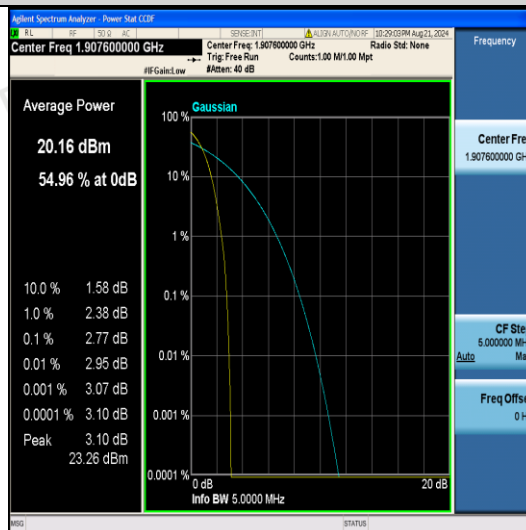 Agilent Spectrum Analyzer - Power Stat CCDF
RL RF 50 Ω AC SENSE:INT ALIGN AUTO/NO RF 10:29:03 PM Aug 21, 2024
Center Freq 1.907600000 GHz
Center Freq: 1.907600000 GHz Radio Std: None
Trig: Free Run Counts:1.00 M/1.00 Mpt
#IFGain:Low #Atten: 40 dB
Frequency
Average Power
20.16 dBm
54.96 % at 0dB
10.0 % 1.58 dB
1.0 % 2.38 dB
0.1 % 2.77 dB
0.01 % 2.95 dB
0.001 % 3.07 dB
0.0001 % 3.10 dB
Peak 3.10 dB
23.26 dBm
Gaussian
100 %
10 %
1 %
0.1 %
0.01 %
0.001 %
0.0001 %
0 dB 20 dB
Info BW 5.0000 MHz
Center Fre
1.907600000 GH
CF Ste
5.000000 MH
Auto Ma
Freq Offse
0 H
MSG STATUS